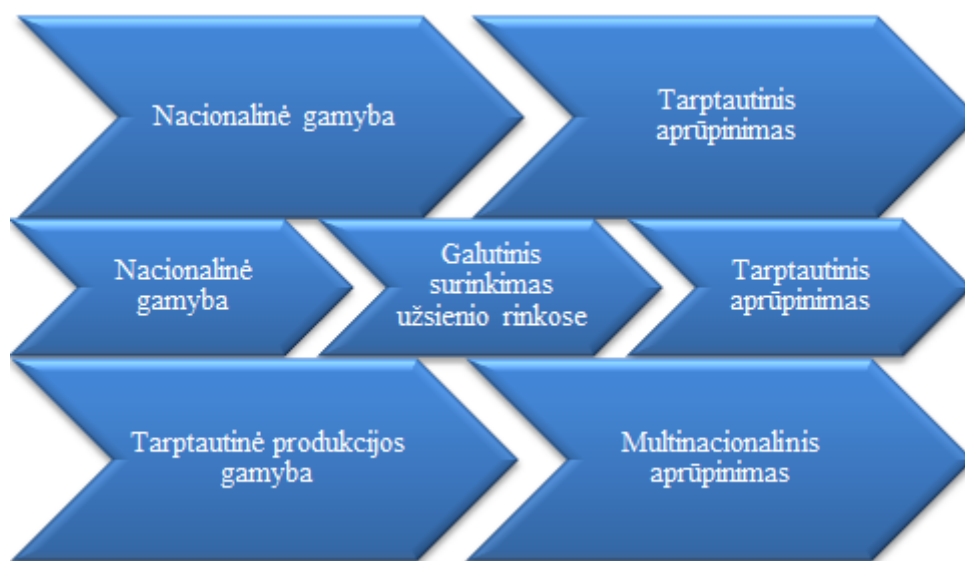 Nacionalinė gamyba
Tarptautinis
aprūpinimas
Nacionalinė
gamyba
Galutinis
surinkimas
užsienio rinkose
Tarptautinis
aprūpinimas
Tarptautinė produkcijos
gamyba
Multinacionalinis
aprūpinimas